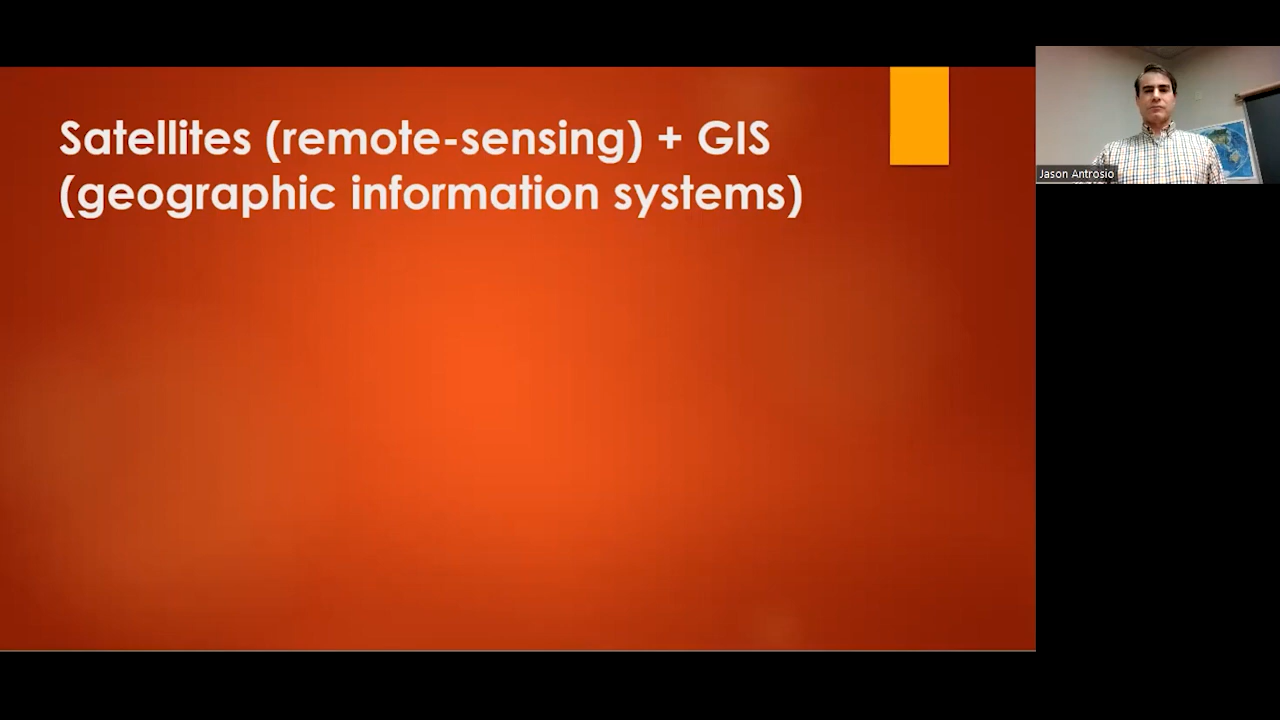 Satellites (remote-sensing) + GIS
(geographic information systems)
Jason Antrosio